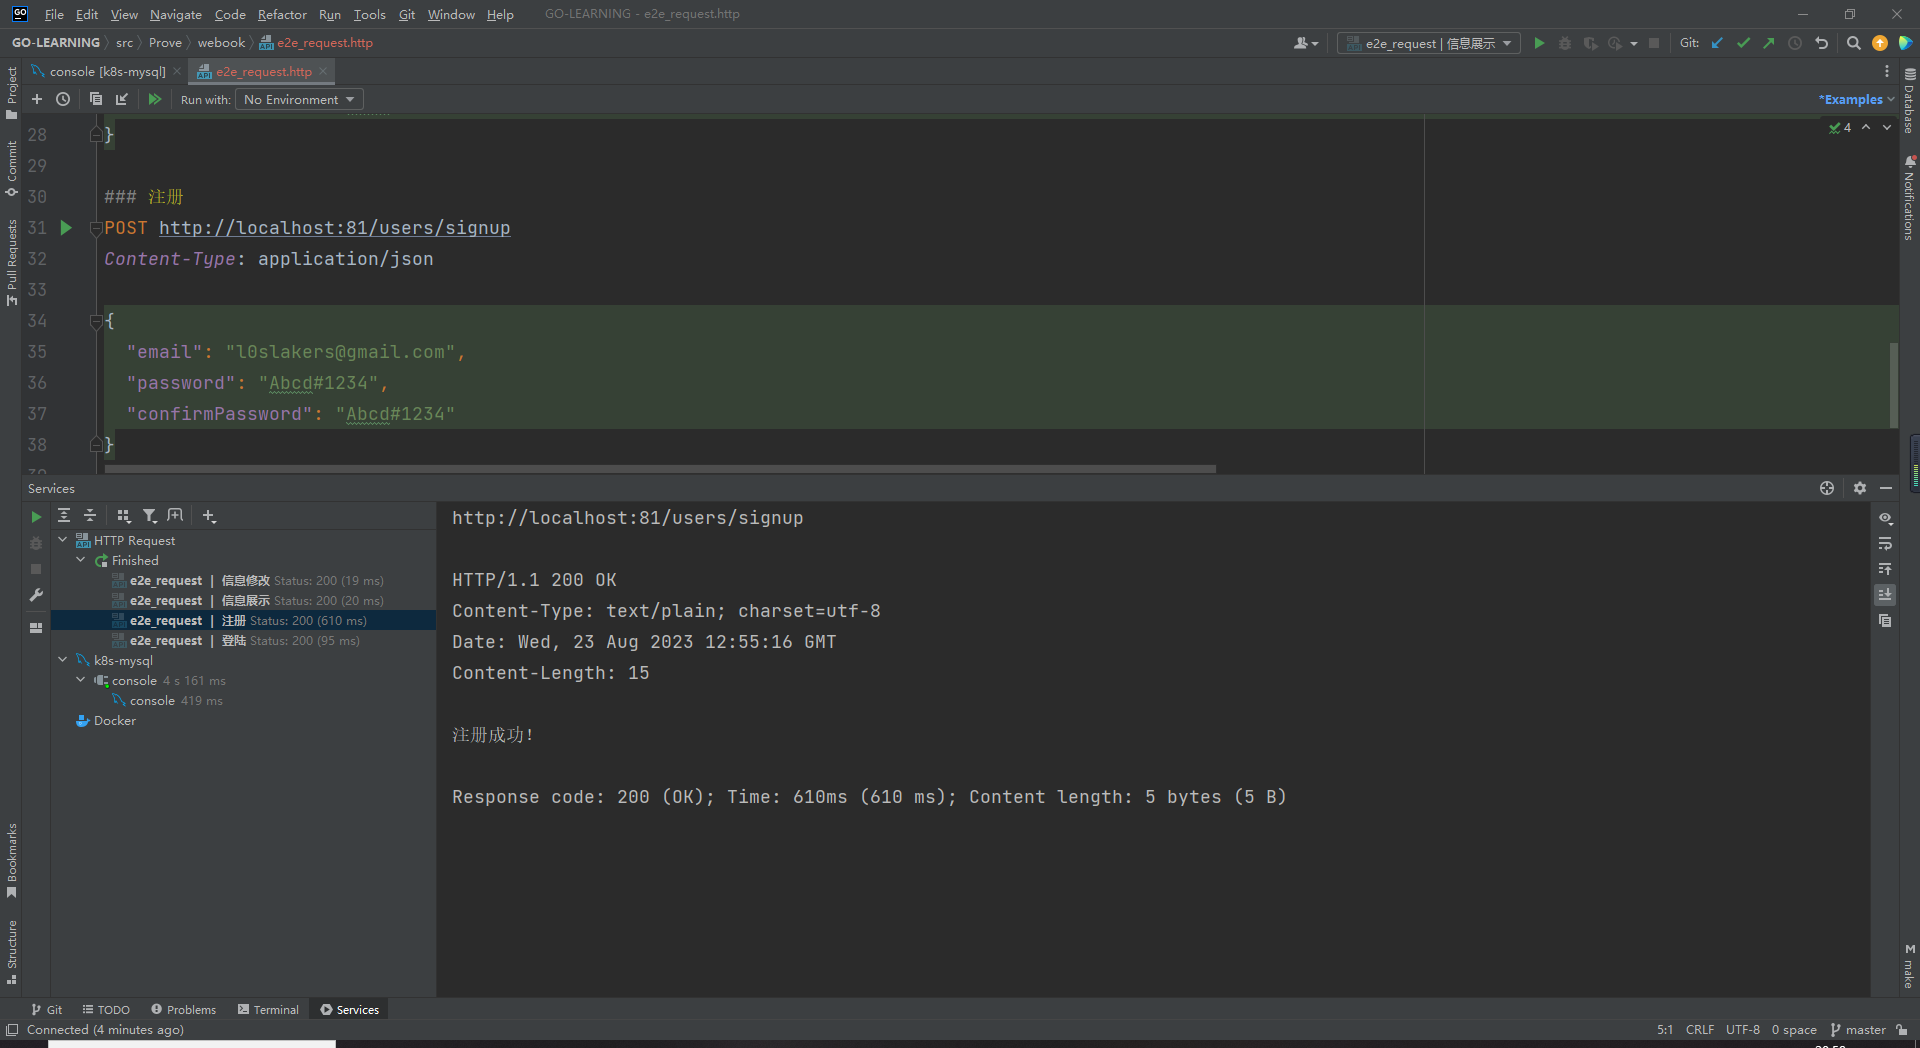 GO File Edit View Navigate Code Refactor Run Tools Git Window Help GO-LEARNING - e2e_request.http
GO-LEARNING src Prove webook API e2e_request.http
e2e_request | 信息展示 Git:
console [k8s-mysql] API e2e_request.http
Run with: No Environment *Examples
Project
Commit
Pull Requests
Bookmarks
Structure
Database
Notifications
M make
4
28 }
29
30 ### 注册
31 POST http://localhost:81/users/signup
32 Content-Type: application/json
33
34 {
35 "email": "l0slakers@gmail.com",
36 "password": "Abcd#1234",
37 "confirmPassword": "Abcd#1234"
38 }
Services
API HTTP Request
Finished
e2e_request | 信息修改 Status: 200 (19 ms)
e2e_request | 信息展示 Status: 200 (20 ms)
e2e_request | 注册 Status: 200 (610 ms)
e2e_request | 登陆 Status: 200 (95 ms)
k8s-mysql
console 4 s 161 ms
console 419 ms
Docker
http://localhost:81/users/signup
HTTP/1.1 200 OK
Content-Type: text/plain; charset=utf-8
Date: Wed, 23 Aug 2023 12:55:16 GMT
Content-Length: 15
注册成功！
Response code: 200 (OK); Time: 610ms (610 ms); Content length: 5 bytes (5 B)
Git TODO Problems Terminal Services
Connected (4 minutes ago) 5:1 CRLF UTF-8 0 space master